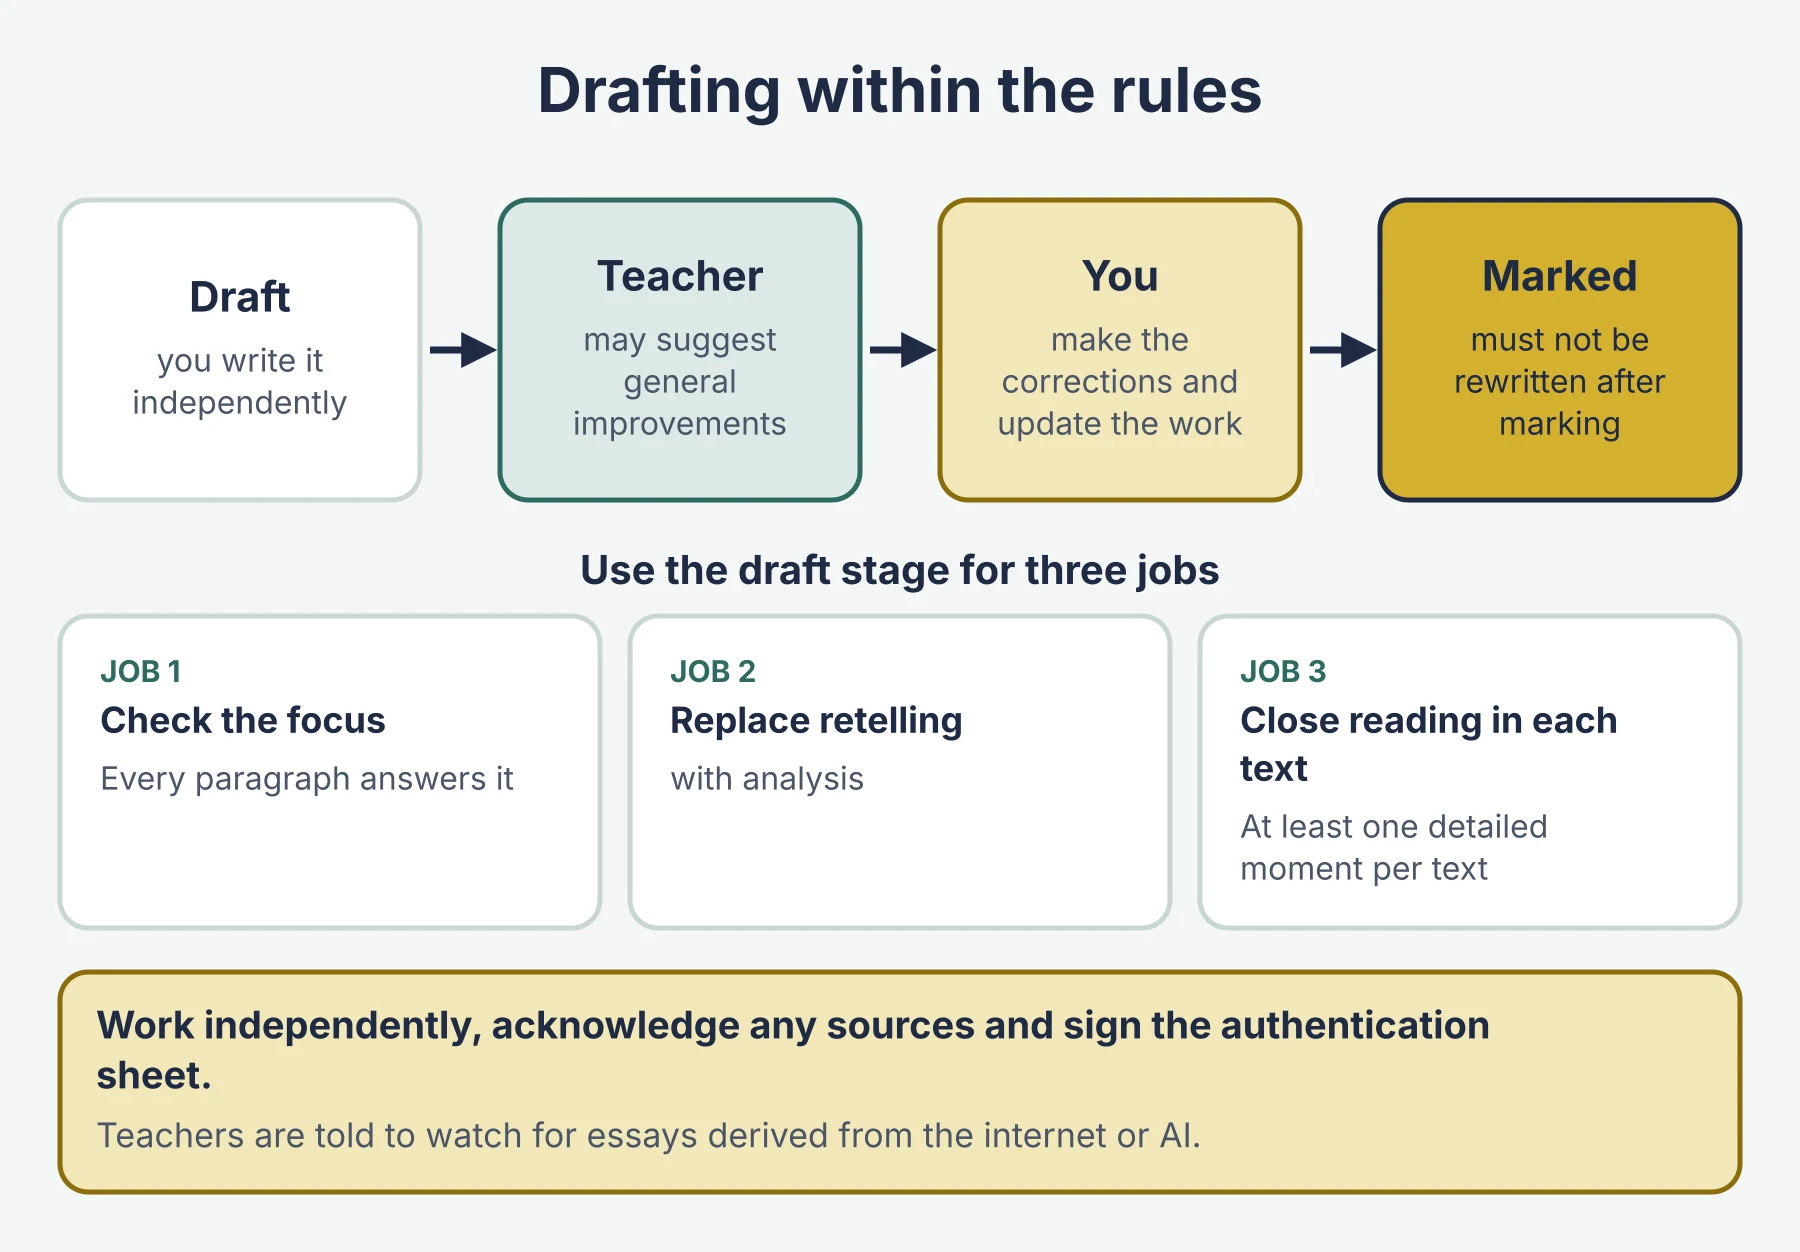 Drafting within the rules
Draft
you write it
independently
Teacher
may suggest
general
improvements
You
make the
corrections and
update the work
Marked
must not be
rewritten after
marking
Use the draft stage for three jobs
JOB 1
Check the focus
Every paragraph answers it
JOB 2
Replace retelling
with analysis
JOB 3
Close reading in each
text
At least one detailed
moment per text
Work independently, acknowledge any sources and sign the authentication
sheet.
Teachers are told to watch for essays derived from the internet or AI.